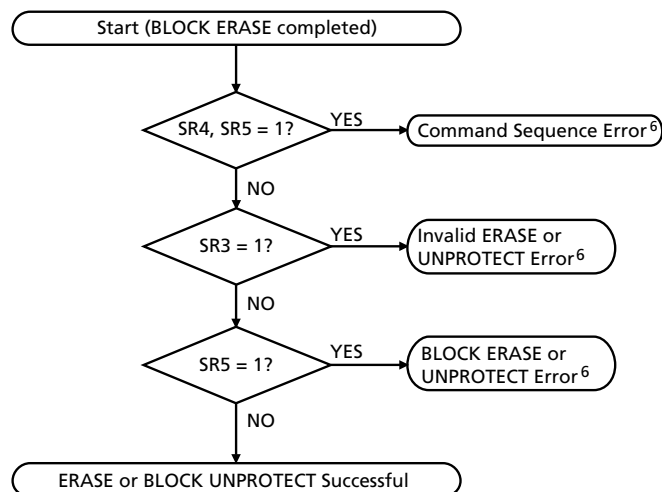 Start (BLOCK ERASE completed)
SR4, SR5 = 1?
YES
Command Sequence Error6
NO
SR3 = 1?
YES
Invalid ERASE or
UNPROTECT Error6
NO
SR5 = 1?
YES
BLOCK ERASE or
UNPROTECT Error6
NO
ERASE or BLOCK UNPROTECT Successful